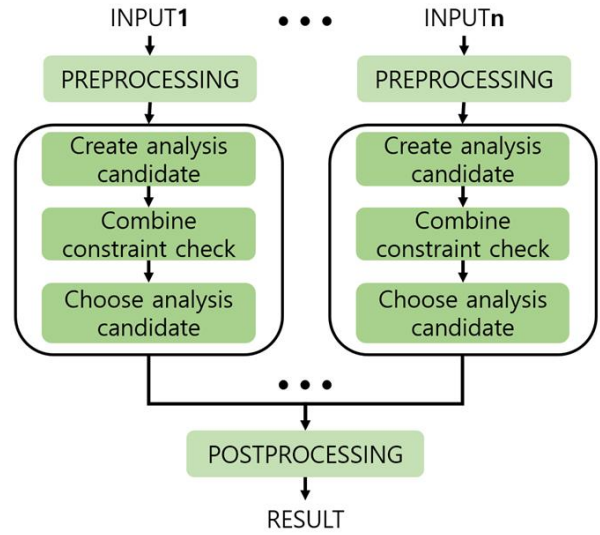 INPUT1
PREPROCESSING
Create analysis
candidate
Combine
constraint check
Choose analysis
candidate
INPUTn
PREPROCESSING
Create analysis
candidate
Combine
constraint check
Choose analysis
candidate
POSTPROCESSING
RESULT